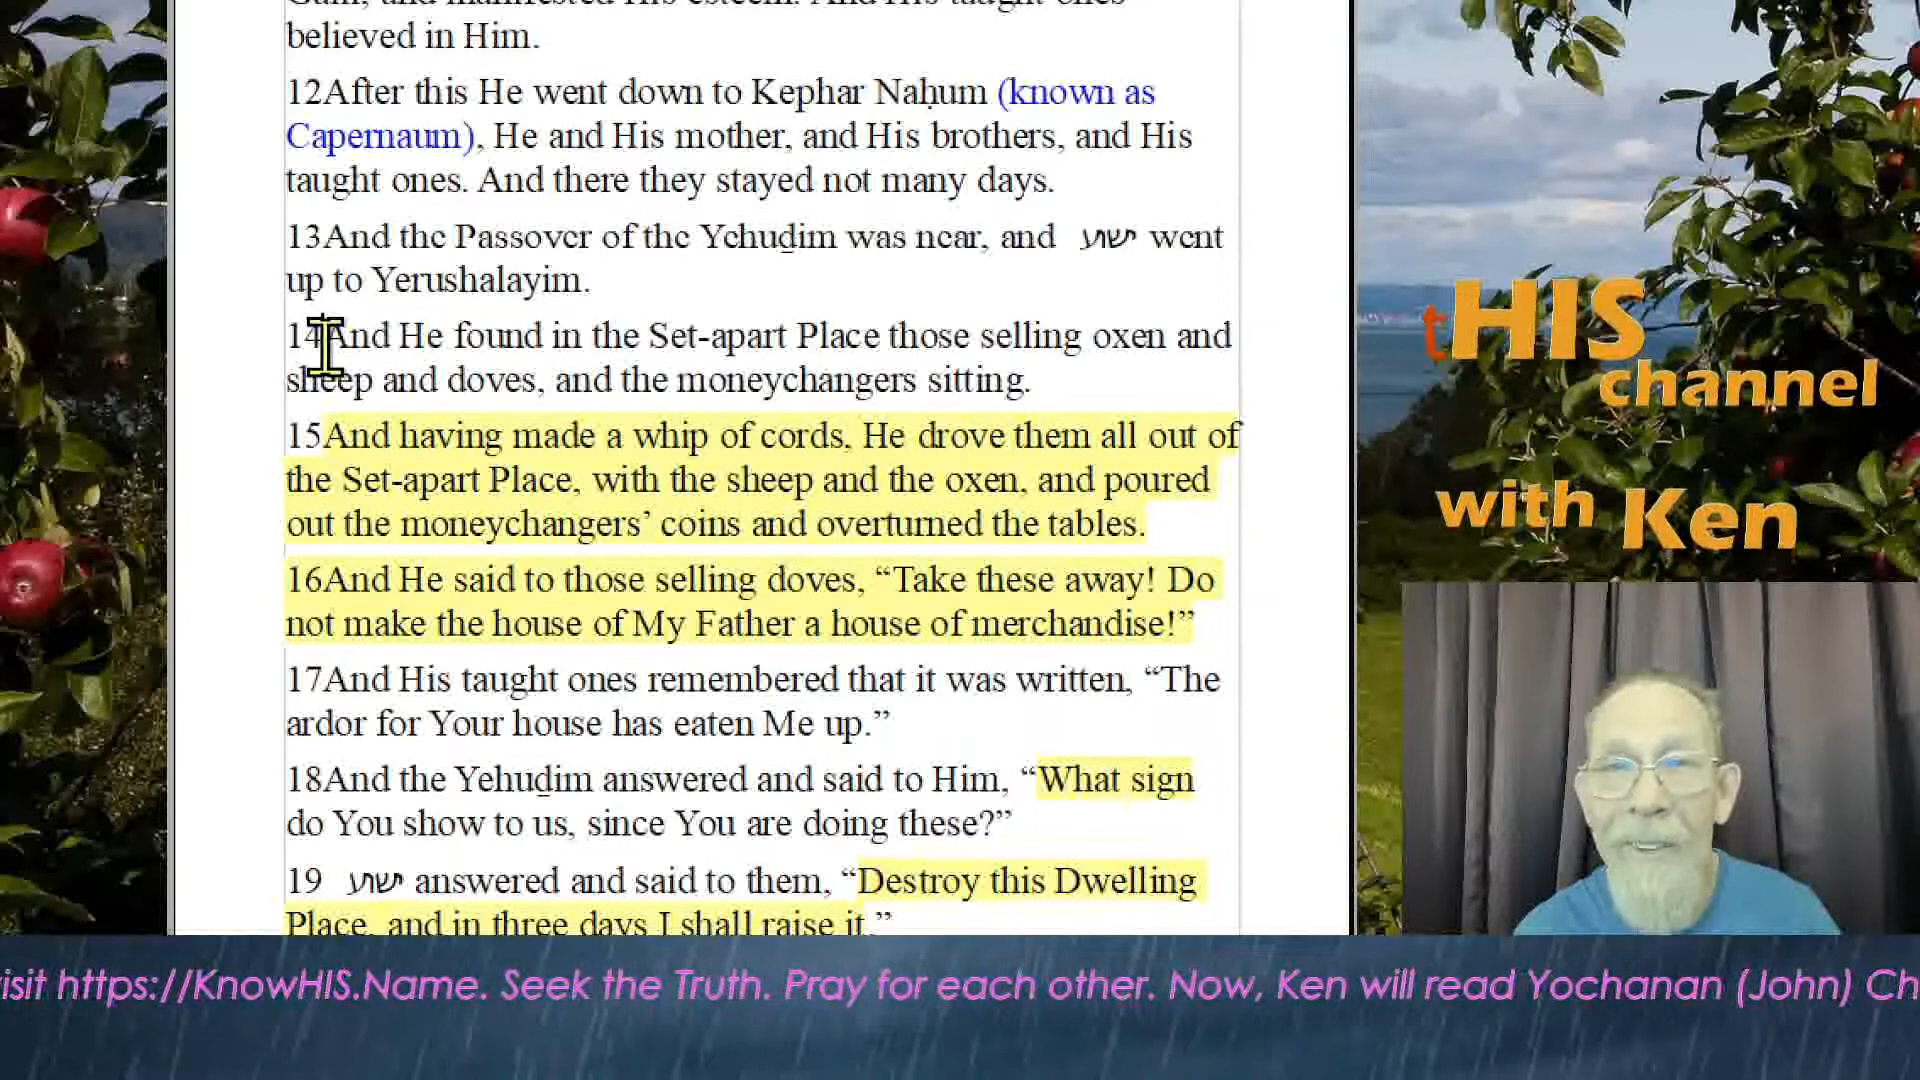 believed in Him.
12After this He went down to Kephar Naḥum (known as
Capernaum), He and His mother, and His brothers, and His
taught ones. And there they stayed not many days.
13And the Passover of the Yehuḏim was near, and ישוע went
up to Yerushalayim.
14And He found in the Set-apart Place those selling oxen and
sheep and doves, and the moneychangers sitting.
15And having made a whip of cords, He drove them all out of
the Set-apart Place, with the sheep and the oxen, and poured
out the moneychangers’ coins and overturned the tables.
16And He said to those selling doves, “Take these away! Do
not make the house of My Father a house of merchandise!”
17And His taught ones remembered that it was written, “The
ardor for Your house has eaten Me up.”
18And the Yehuḏim answered and said to Him, “What sign
do You show to us, since You are doing these?”
19 ישוע answered and said to them, “Destroy this Dwelling
Place, and in three days I shall raise it.”
tHIS
channel
with Ken
https://KnowHIS.Name. Seek the Truth. Pray for each other. Now, Ken will read Yochanan (John)